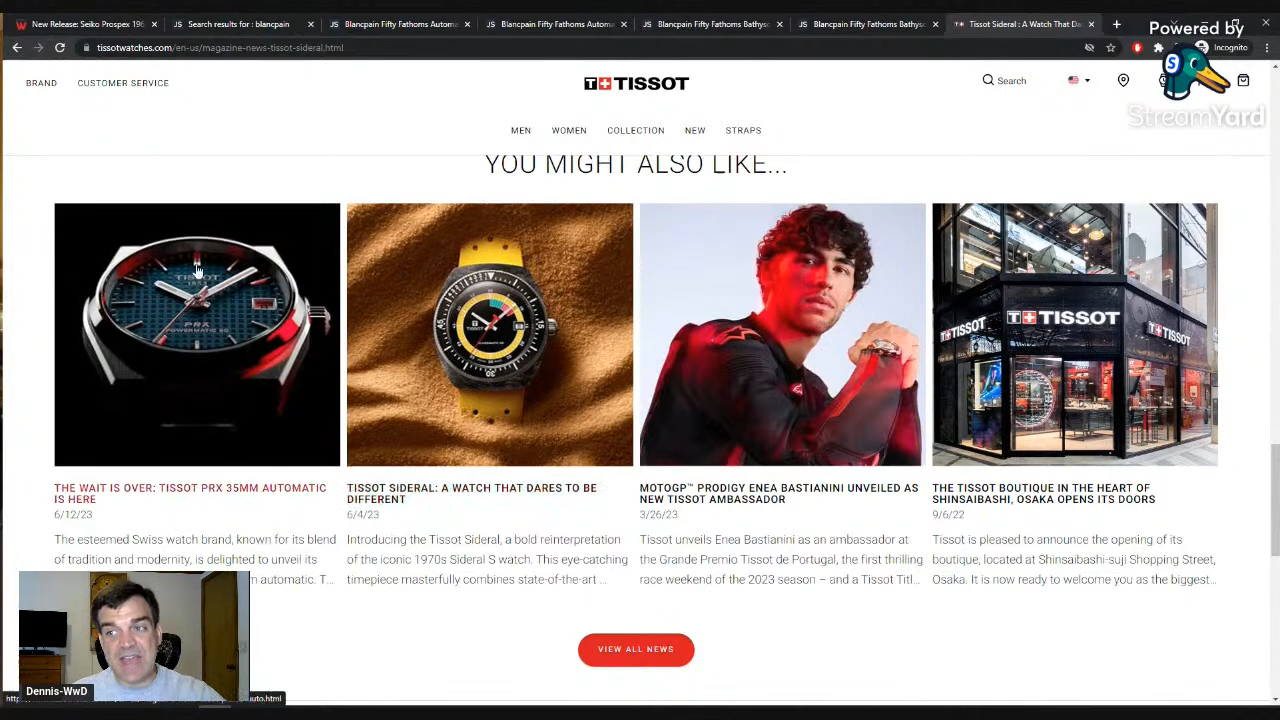 New Release: Seiko Prospex 196
Search results for : blancpain
Blancpain Fifty Fathoms Automa
Blancpain Fifty Fathoms Automa
Blancpain Fifty Fathoms Bathys
Blancpain Fifty Fathoms Bathys
Tissot Sideral : A Watch That Da
tissotwatches.com/en-us/magazine-news-tissot-sideral.html
Incognito
Powered by
StreamYard
BRAND
CUSTOMER SERVICE
TISSOT
Search
MEN
WOMEN
COLLECTION
NEW
STRAPS
YOU MIGHT ALSO LIKE...
TISSOT
1853
PRX
POWERMATIC 80
TISSOT
TISSOT
TISSOT
THE WAIT IS OVER: TISSOT PRX 35MM AUTOMATIC
IS HERE
6/12/23
The esteemed Swiss watch brand, known for its blend
of tradition and modernity, is delighted to unveil its
m automatic. T...
TISSOT SIDERAL: A WATCH THAT DARES TO BE
DIFFERENT
6/4/23
Introducing the Tissot Sideral, a bold reinterpretation
of the iconic 1970s Sideral S watch. This eye-catching
timepiece masterfully combines state-of-the-art ...
MOTOGP™ PRODIGY ENEA BASTIANINI UNVEILED AS
NEW TISSOT AMBASSADOR
3/26/23
Tissot unveils Enea Bastianini as an ambassador at
the Grande Premio Tissot de Portugal, the first thrilling
race weekend of the 2023 season – and a Tissot Titl...
THE TISSOT BOUTIQUE IN THE HEART OF
SHINSAIBASHI, OSAKA OPENS ITS DOORS
9/6/22
Tissot is pleased to announce the opening of its
boutique, located at Shinsaibashi-suji Shopping Street,
Osaka. It is now ready to welcome you as the biggest...
VIEW ALL NEWS
Dennis-WwD
auto.html